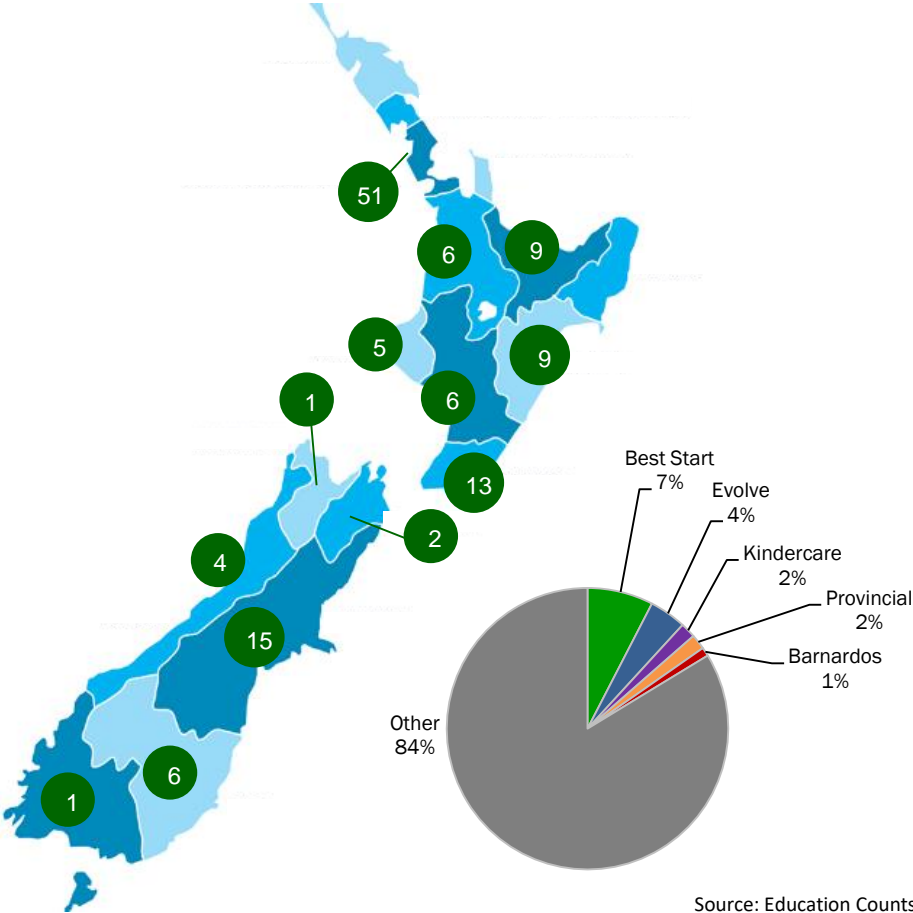 51
6
9
5
9
6
1
13
2
4
15
6
1
Best Start
7%
Evolve
4%
Kindercare
2%
Provincial
2%
Barnardos
1%
Other
84%
Source: Education Counts